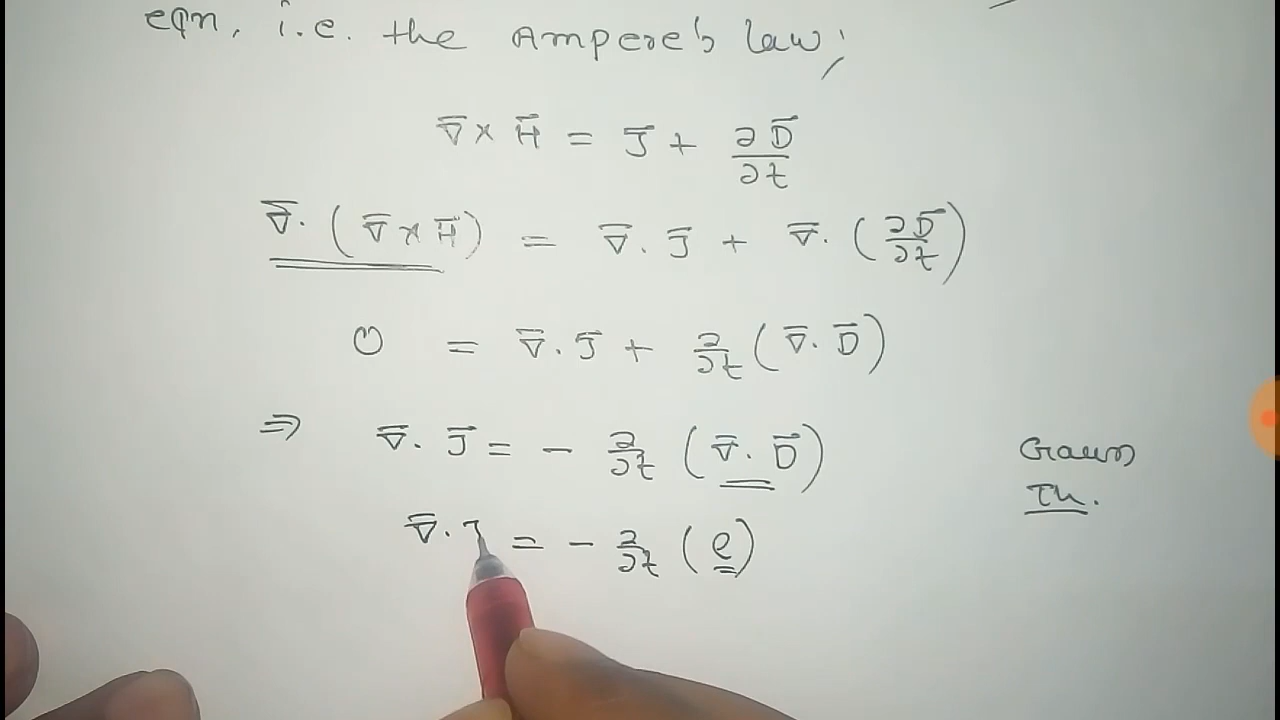 eqn, i.e. the Ampere's law;
∇̄ × H̄ = J̄ + ∂D̄/∂t
∇̄. (∇̄ × H̄) = ∇̄. J̄ + ∇̄. (∂D̄/∂t)
0 = ∇̄. J̄ + ∂/∂t (∇̄. D̄)
⇒ ∇̄. J̄ = - ∂/∂t (∇̄. D̄)
Gauss
Th.
∇̄. J = - ∂/∂t (ρ)